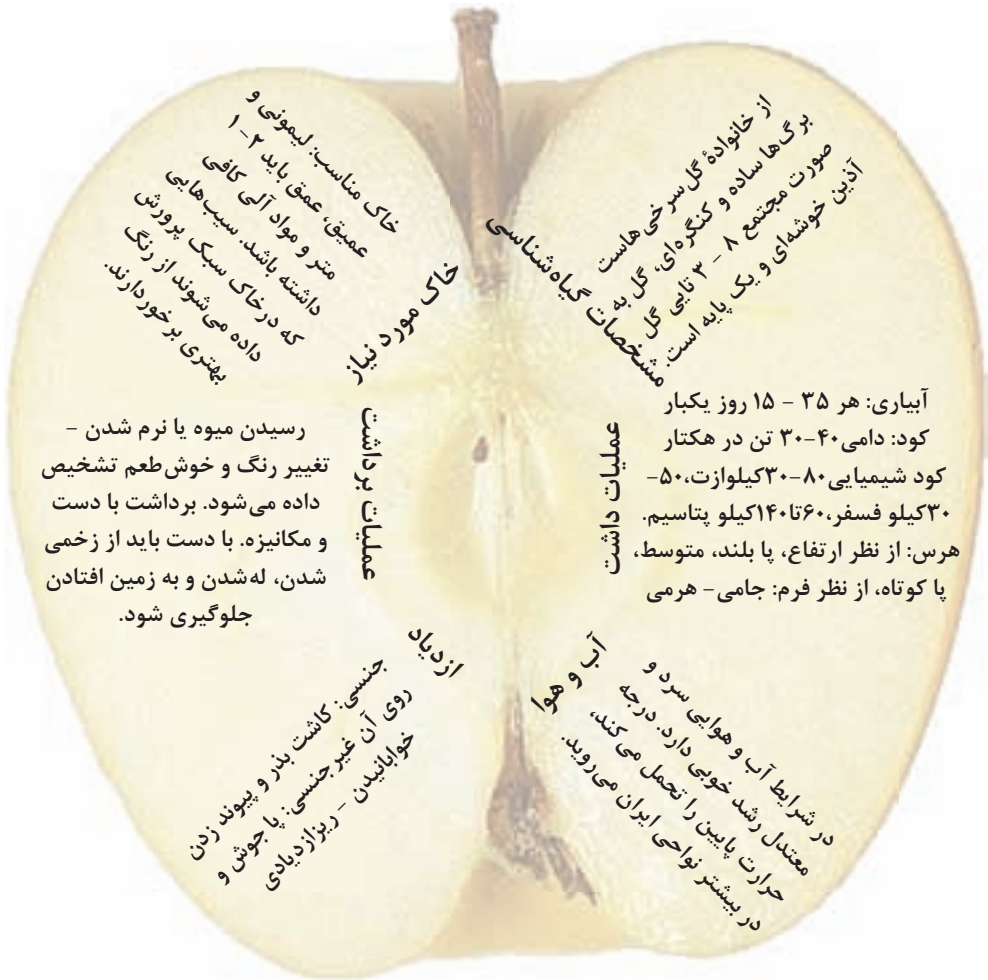 مشخصات گیاه‌شناسی
از خانوادهٔ گل‌سرخی‌هاست
برگ‌ها ساده و کنگره‌ای، گل به
صورت مجتمع ۸ - ۳ تایی گل
آذین خوشه‌ای و یک پایه است.
خاک مورد نیاز
خاک مناسب: لیمونی و
عمیق، عمق باید ۲-۱
متر و مواد آلی کافی
داشته باشد. سیب‌هایی
که درخاک سبک پرورش
داده می‌شوند از رنگ
بهتری برخوردارند.
عملیات داشت
آبیاری: هر ۳۵ - ۱۵ روز یکبار
کود: دامی۴۰-۳۰ تن در هکتار
کود شیمیایی۸۰-۳۰کیلوازت،۵۰-
۳۰کیلو فسفر،۶۰تا۱۴۰کیلو پتاسیم.
هرس: از نظر ارتفاع، پا بلند، متوسط،
پا کوتاه، از نظر فرم: جامی- هرمی
عملیات برداشت
رسیدن میوه یا نرم شدن -
تغییر رنگ و خوش‌طعم تشخیص
داده می‌شود. برداشت با دست
و مکانیزه. با دست باید از زخمی
شدن، له‌شدن و به زمین افتادن
جلوگیری شود.
آب و هوا
در شرایط آب و هوایی سرد و
معتدل رشد خوبی دارد. درجه
حرارت پایین را تحمل می‌کند،
در بیشتر نواحی ایران می‌روید.
ازدیاد
جنسی: کاشت بذر و پیوند زدن
روی آن غیرجنسی: پا جوش و
خوابانیدن - ریزازدیادی